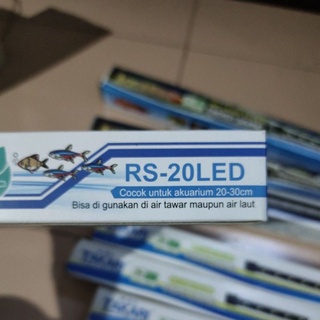 RS-20LED
Cocok untuk akuarium 20-30cm
Bisa di gunakan di air tawar maupun air laut